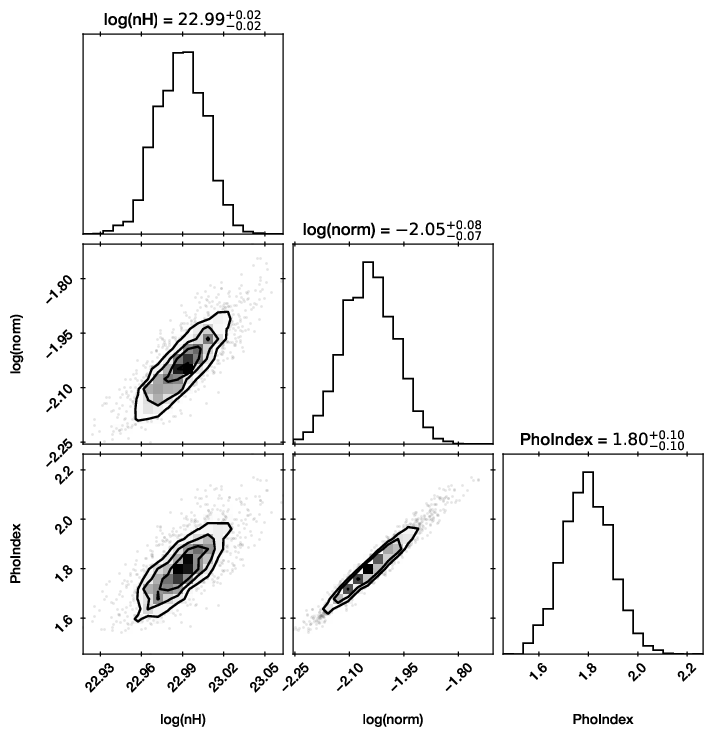 log(nH) = 22.99+0.02−0.02
log(norm) = −2.05+0.08−0.07
−1.80
−1.95
−2.10
−2.25
log(norm)
PhoIndex = 1.80+0.10−0.10
2.2
2.0
1.8
1.6
PhoIndex
22.93 22.96 22.99 23.02 23.05
−2.25 −2.10 −1.95 −1.80
1.6 1.8 2.0 2.2
log(nH) log(norm) PhoIndex